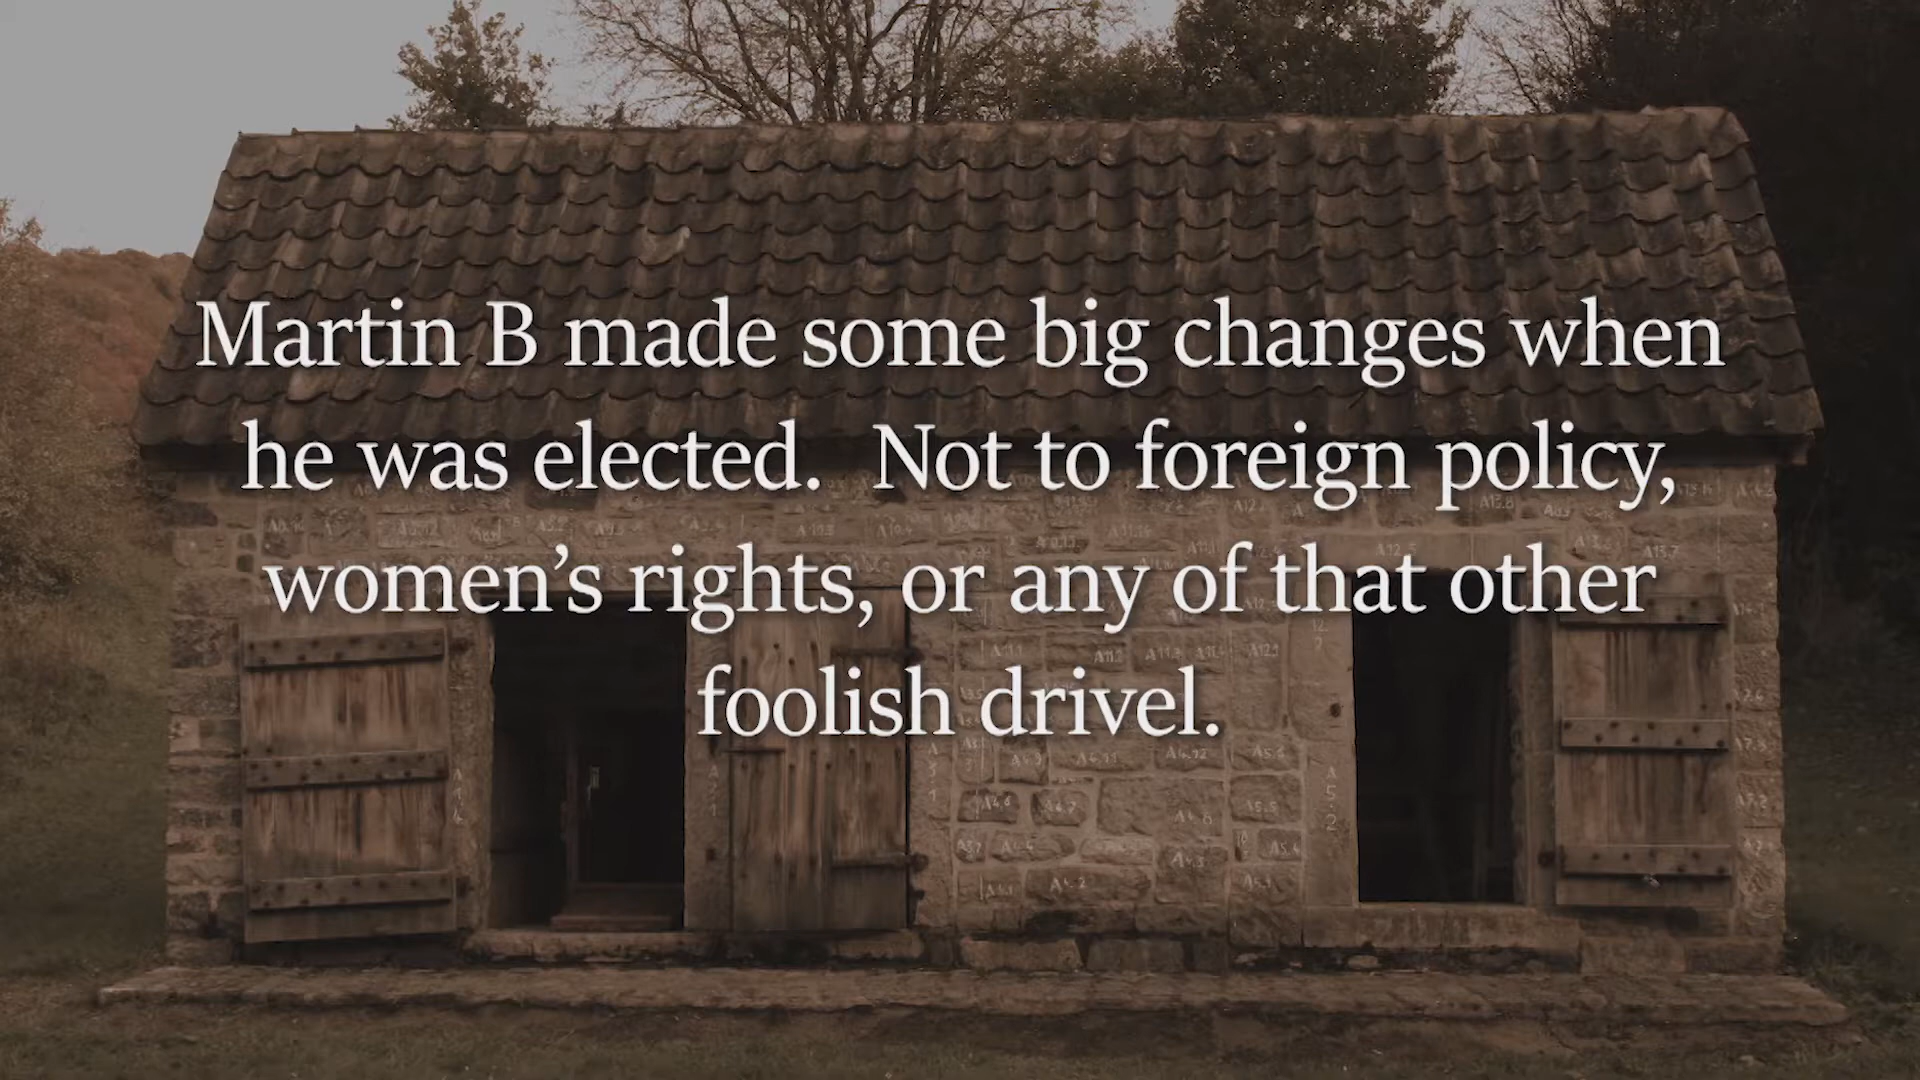 Martin B made some big changes when
he was elected.  Not to foreign policy,
women’s rights, or any of that other
foolish drivel.